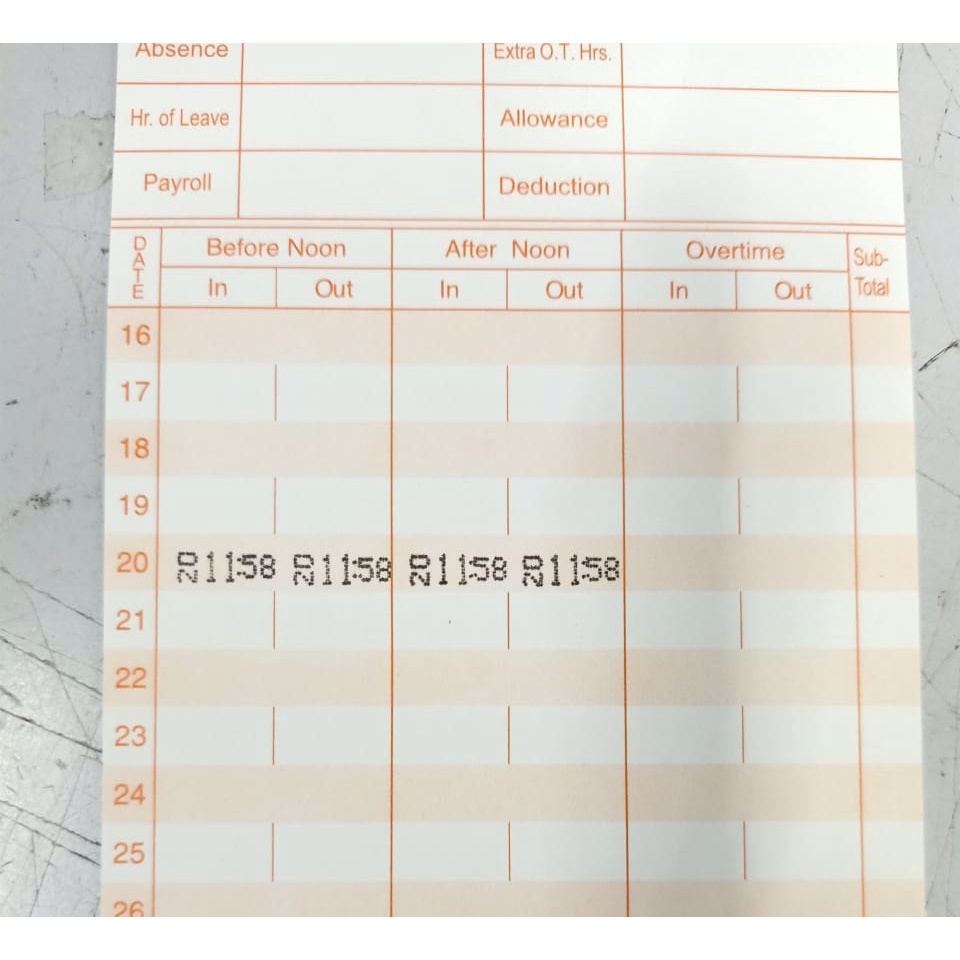 Absence Extra O.T. Hrs.
Hr. of Leave Allowance
Payroll Deduction
DATE Before Noon After Noon Overtime Sub-Total
In Out In Out In Out
16
17
18
19
20 20 11:58 20 11:58 20 11:58 20 11:58
21
22
23
24
25
26